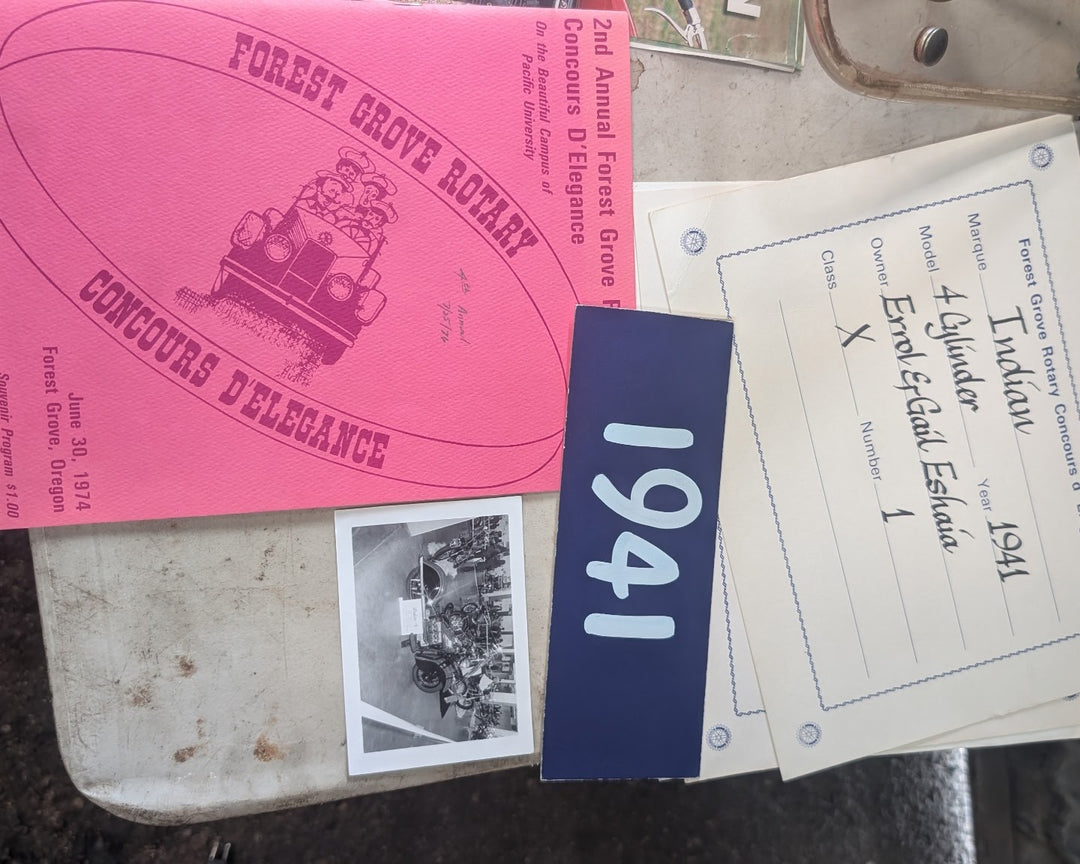 2nd Annual Forest Grove R
Concours D'Elegance
On the Beautiful Campus of
Pacific University
FOREST GROVE ROTARY
CONCOURS D'ELEGANCE
4th Annual
June 30, 1974
Forest Grove, Oregon
Souvenir Program $1.00
1941
Forest Grove Rotary Concours d
Marque Indian Year 1941
Model 4 Cylinder
Owner Errol & Gail Eshaia
Class X Number 1